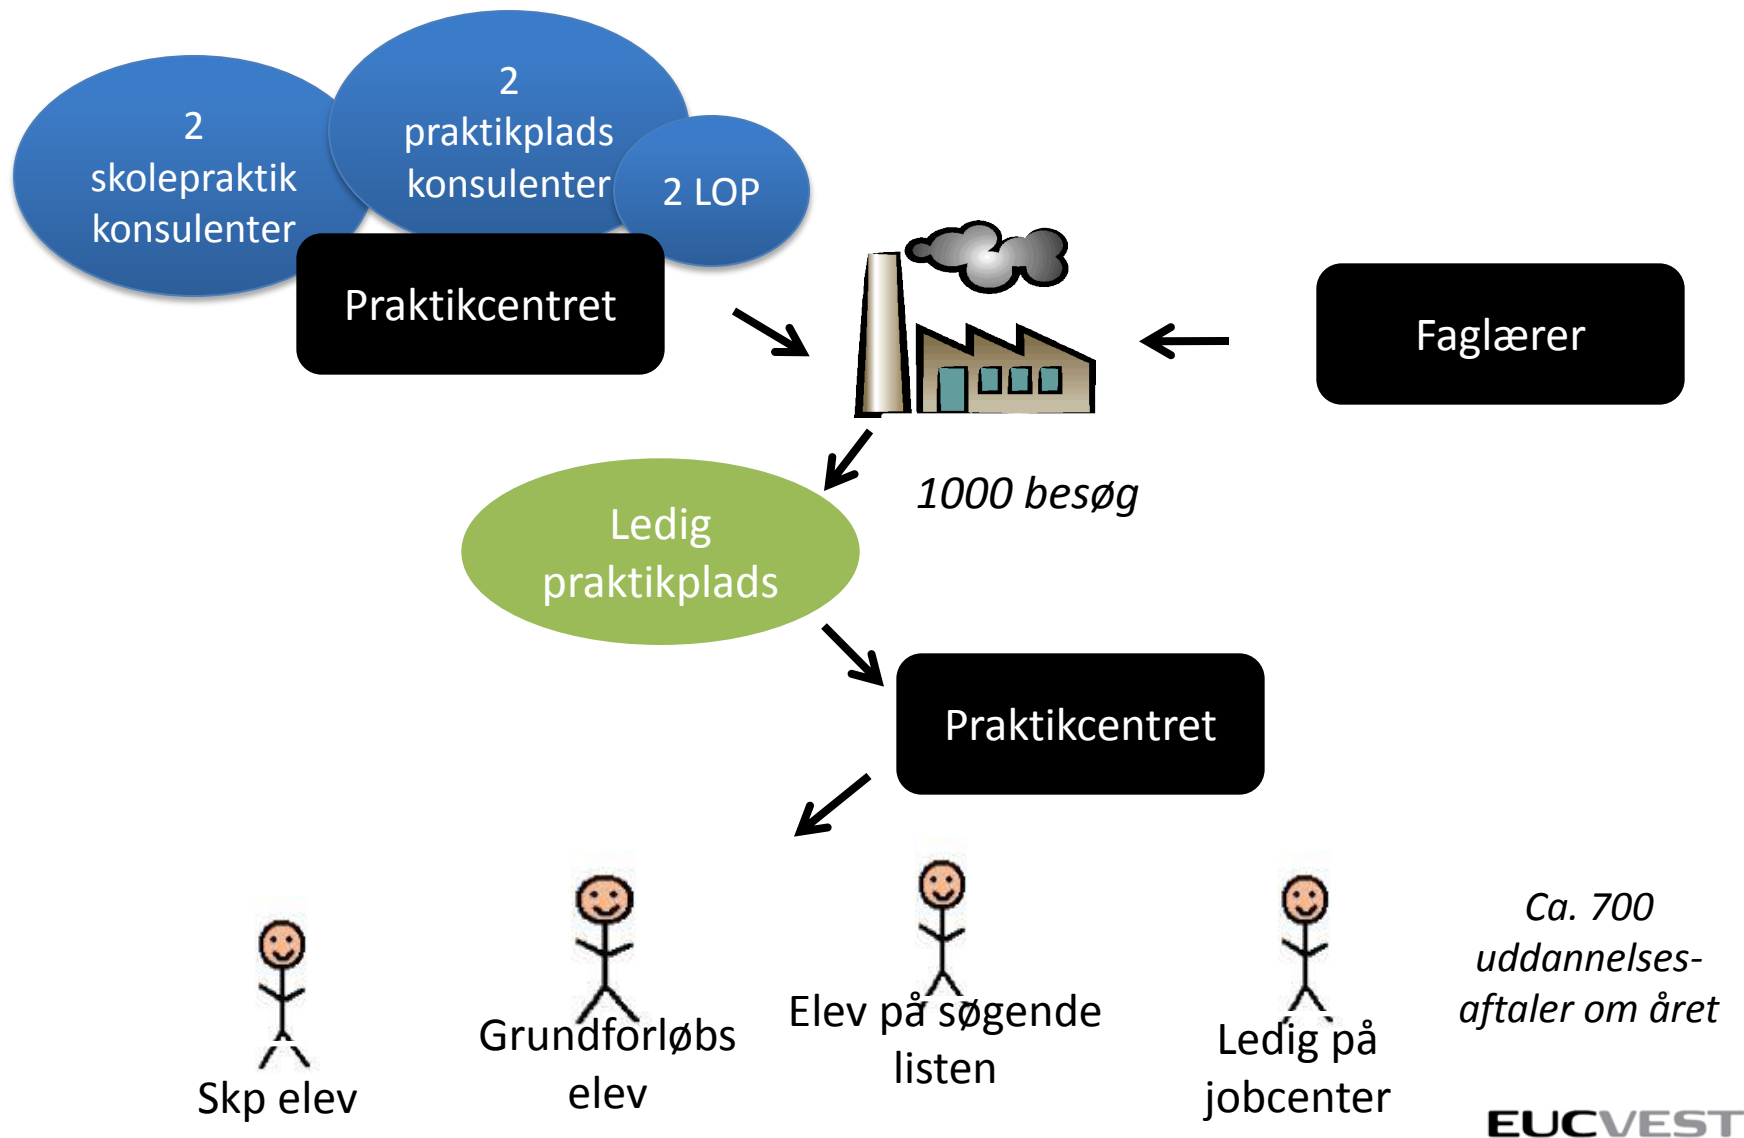 2
skolepraktik
konsulenter
2
praktikplads
konsulenter
2 LOP
Praktikcentret
Faglærer
1000 besøg
Ledig
praktikplads
Praktikcentret
Skp elev
Grundforløbs
elev
Elev på søgende
listen
Ledig på
jobcenter
Ca. 700
uddannelses-
aftaler om året
EUCVEST